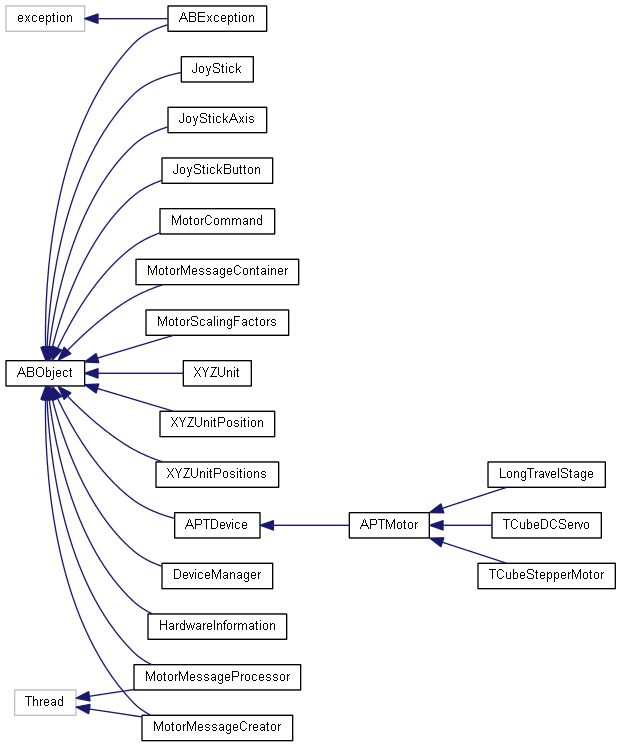 exception
ABException
JoyStick
JoyStickAxis
JoyStickButton
MotorCommand
MotorMessageContainer
MotorScalingFactors
ABObject
XYZUnit
XYZUnitPosition
XYZUnitPositions
LongTravelStage
APTDevice
APTMotor
TCubeDCServo
DeviceManager
TCubeStepperMotor
HardwareInformation
MotorMessageProcessor
Thread
MotorMessageCreator